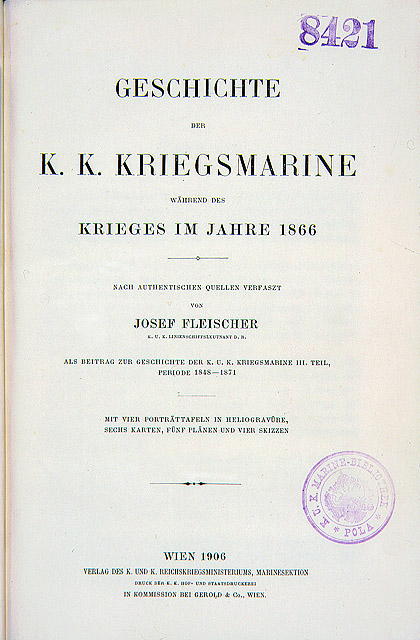 8421
GESCHICHTE
DER
K. K. KRIEGSMARINE
WÄHREND DES
KRIEGES IM JAHRE 1866
NACH AUTHENTISCHEN QUELLEN VERFASZT
VON
JOSEF FLEISCHER
K. U. K. LINIENSCHIFFSLEUTNANT D. R.
ALS BEITRAG ZUR GESCHICHTE DER K. U. K. KRIEGSMARINE III. TEIL,
PERIODE 1848—1871
MIT VIER PORTRÄTTAFELN IN HELIOGRAVÜRE,
SECHS KARTEN, FÜNF PLÄNEN UND VIER SKIZZEN
K. U. K. MARINE-BIBLIOTHEK
* POLA *
WIEN 1906
VERLAG DES K. UND K. REICHSKRIEGSMINISTERIUMS, MARINESEKTION
DRUCK DER K. K. HOF- UND STAATSDRUCKEREI
IN KOMMISSION BEI GEROLD & Co., WIEN.